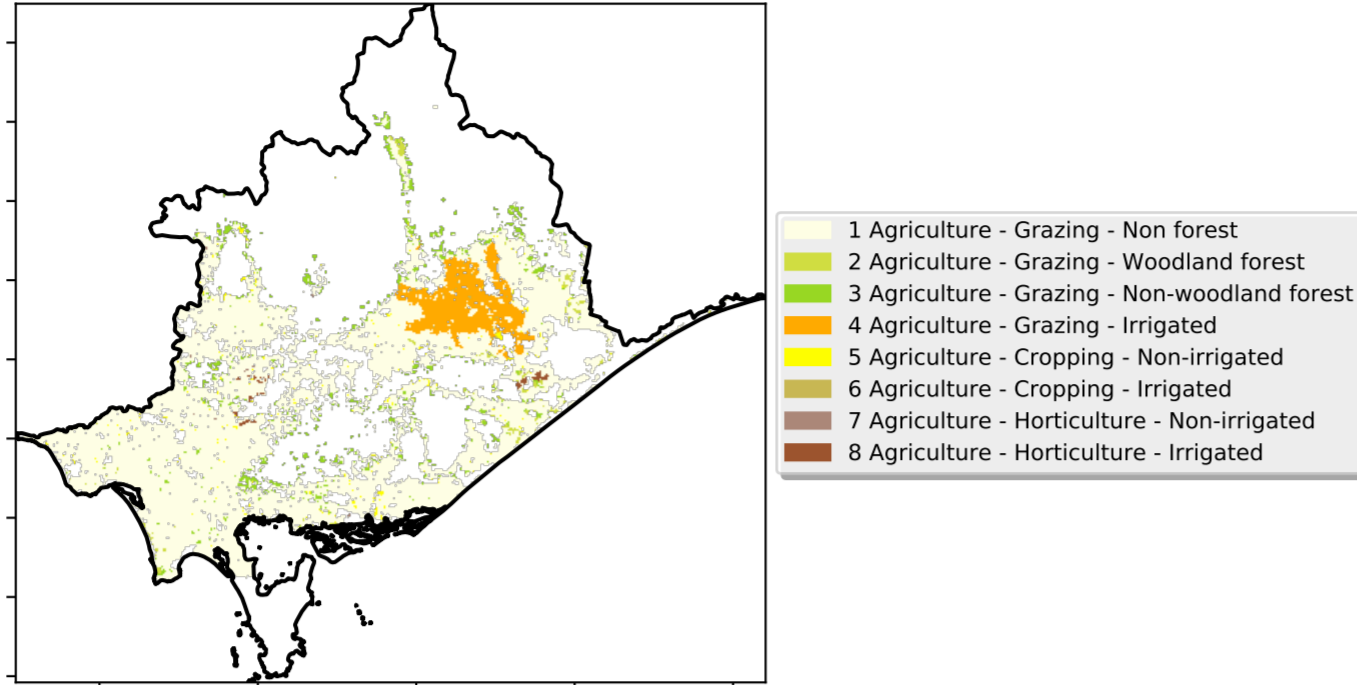 1 Agriculture - Grazing - Non forest
2 Agriculture - Grazing - Woodland forest
3 Agriculture - Grazing - Non-woodland forest
4 Agriculture - Grazing - Irrigated
5 Agriculture - Cropping - Non-irrigated
6 Agriculture - Cropping - Irrigated
7 Agriculture - Horticulture - Non-irrigated
8 Agriculture - Horticulture - Irrigated